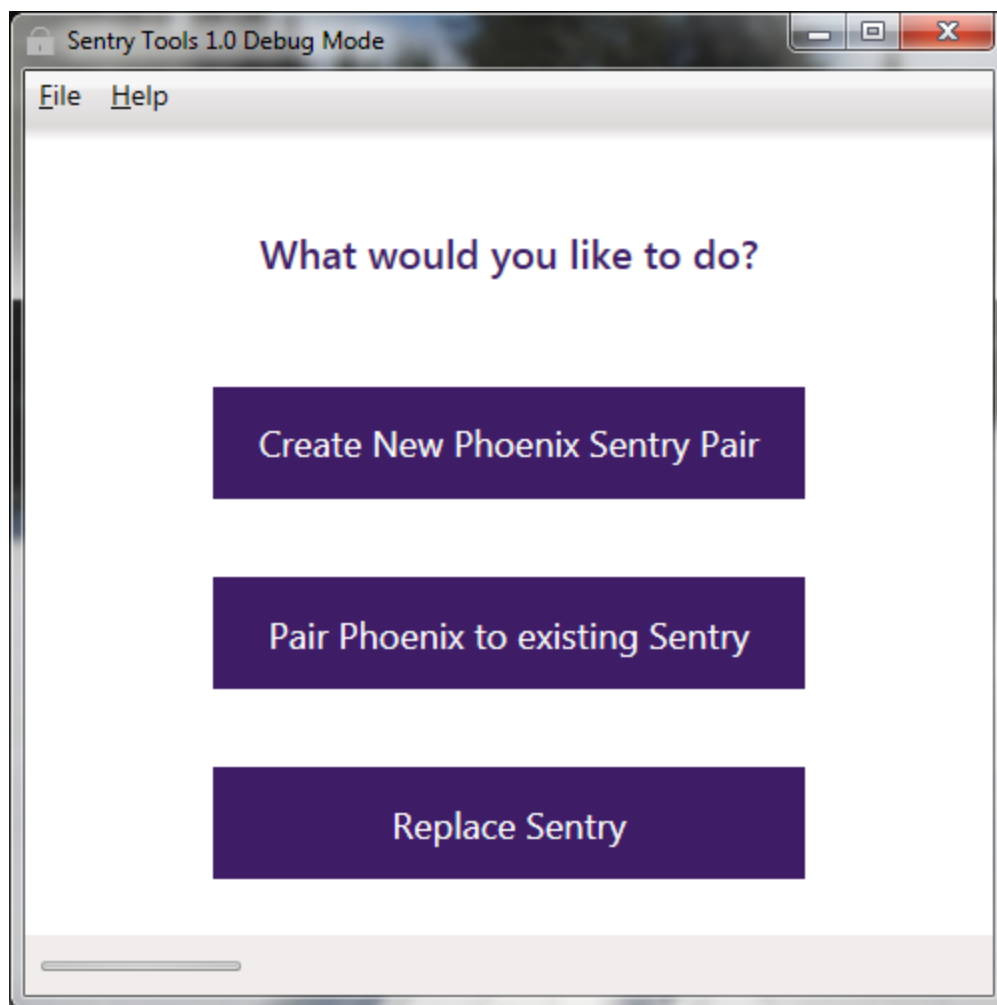 Sentry Tools 1.0 Debug Mode
File Help
What would you like to do?
Create New Phoenix Sentry Pair
Pair Phoenix to existing Sentry
Replace Sentry